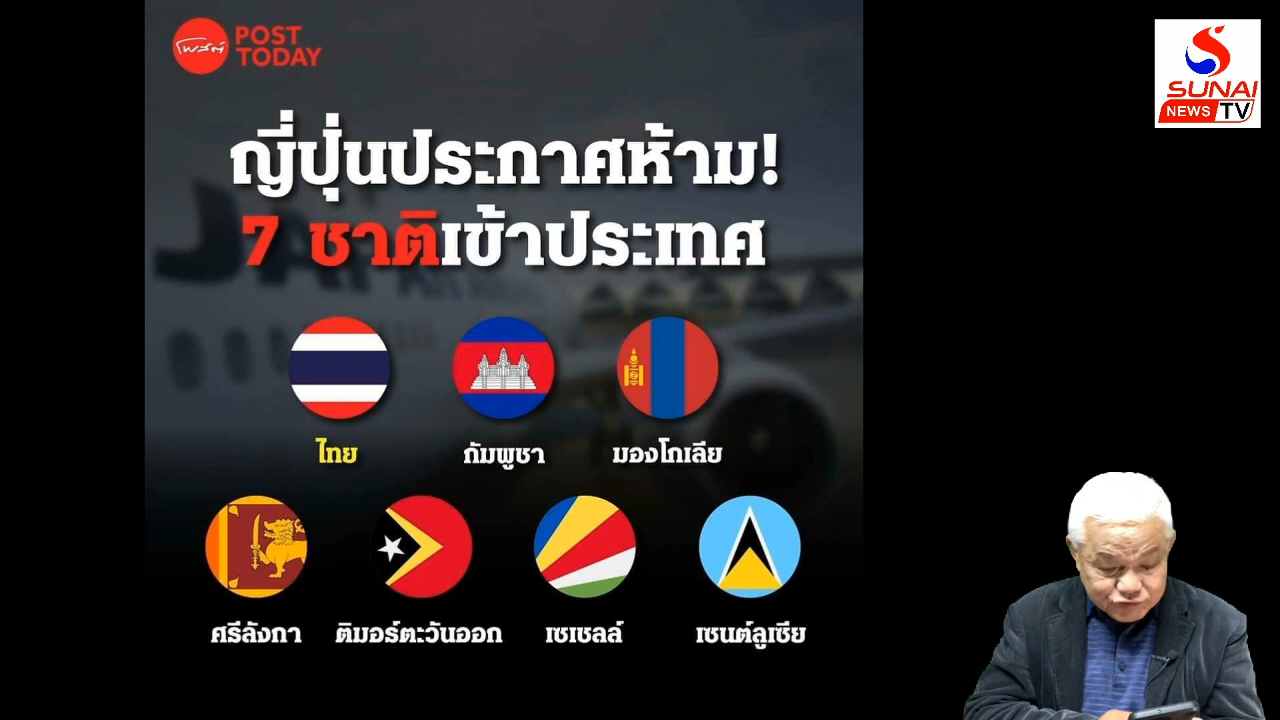 โพสต์
POST
TODAY
SUNAI
NEWS TV
ญี่ปุ่นประกาศห้าม!
7 ชาติเข้าประเทศ
ไทย
กัมพูชา
มองโกเลีย
ศรีลังกา
ติมอร์ตะวันออก
เซเชลล์
เซนต์ลูเซีย